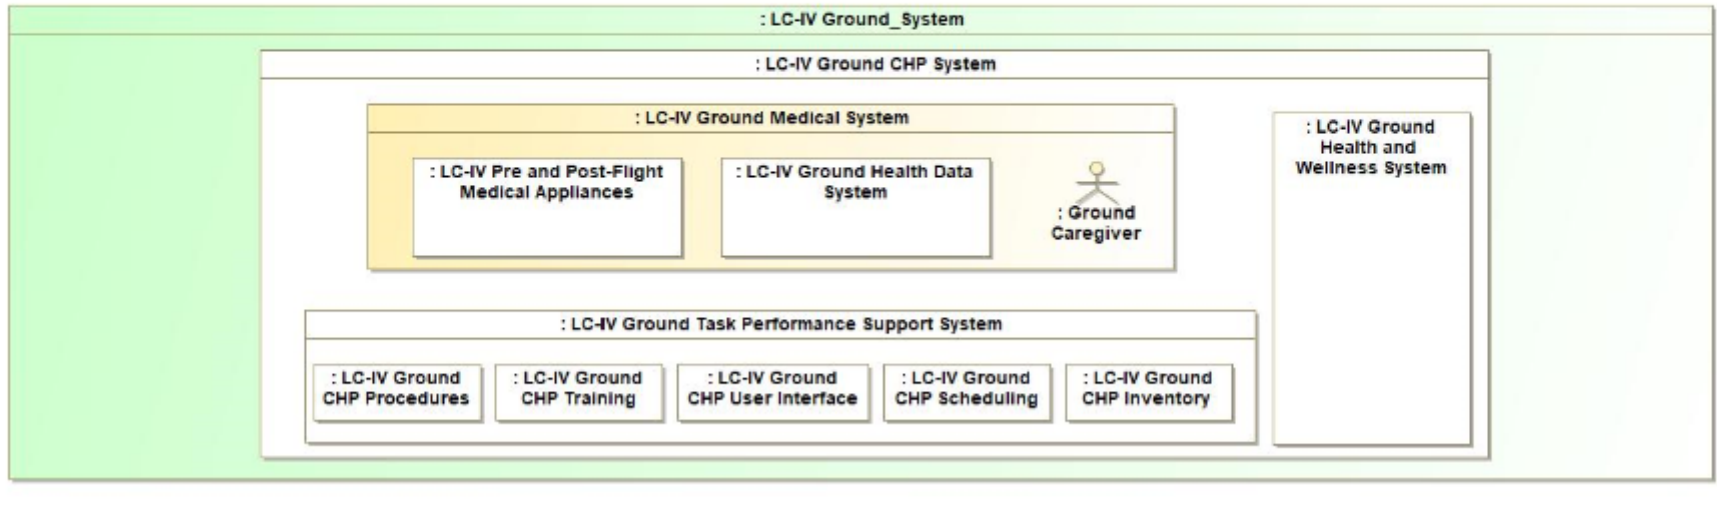 : LC-IV Ground_System
: LC-IV Ground CHP System
: LC-IV Ground Medical System
: LC-IV Pre and Post-Flight
Medical Appliances
: LC-IV Ground Health Data
System
: Ground
Caregiver
: LC-IV Ground
Health and
Wellness System
: LC-IV Ground Task Performance Support System
: LC-IV Ground
CHP Procedures
: LC-IV Ground
CHP Training
: LC-IV Ground
CHP User Interface
: LC-IV Ground
CHP Scheduling
: LC-IV Ground
CHP Inventory